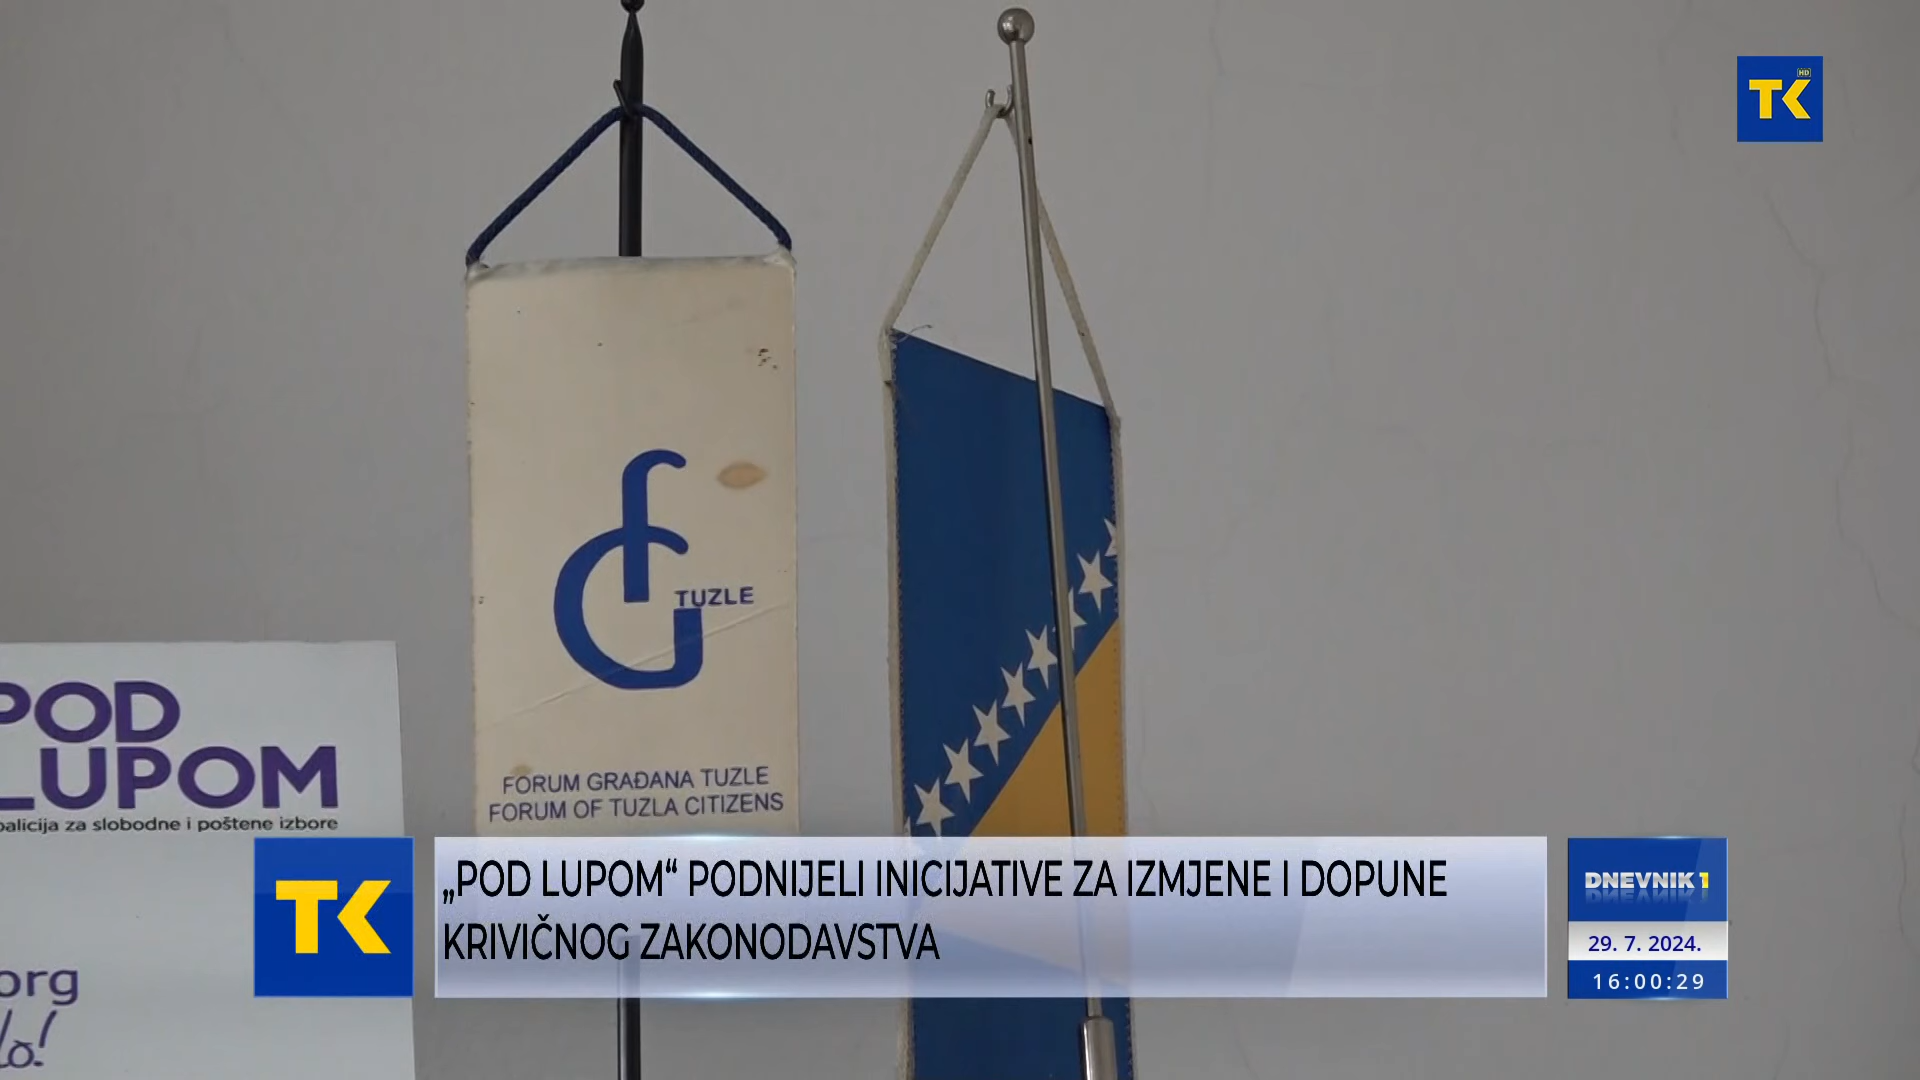 TK HD
TUZLE
FORUM GRAĐANA TUZLE
FORUM OF TUZLA CITIZENS
POD
LUPOM
oalicija za slobodne i poštene izbore
org
TK
„POD LUPOM“ PODNIJELI INICIJATIVE ZA IZMJENE I DOPUNE
KRIVIČNOG ZAKONODAVSTVA
DNEVNIK 1
29. 7. 2024.
16:00:29